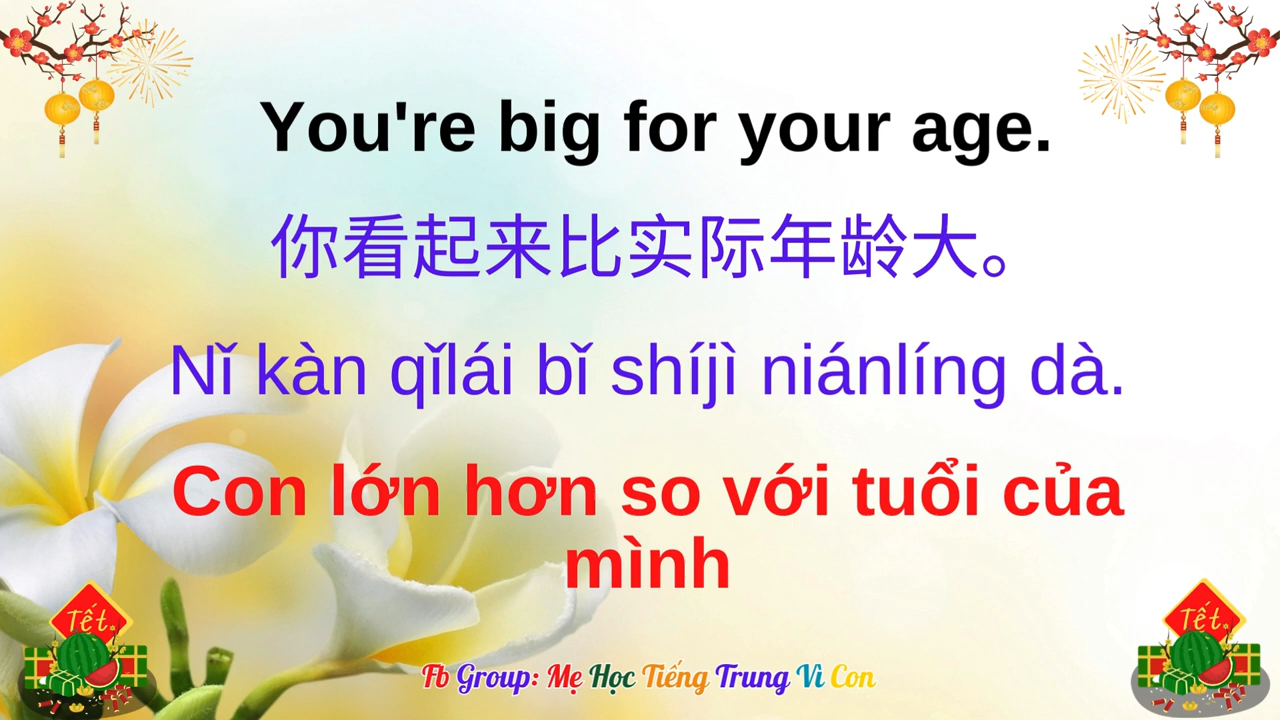 You're big for your age.
你看起来比实际年龄大。
Nǐ kàn qǐlái bǐ shíjì niánlíng dà.
Con lớn hơn so với tuổi của
mình
Tết
Tết
Fb Group: Mẹ Học Tiếng Trung Vì Con